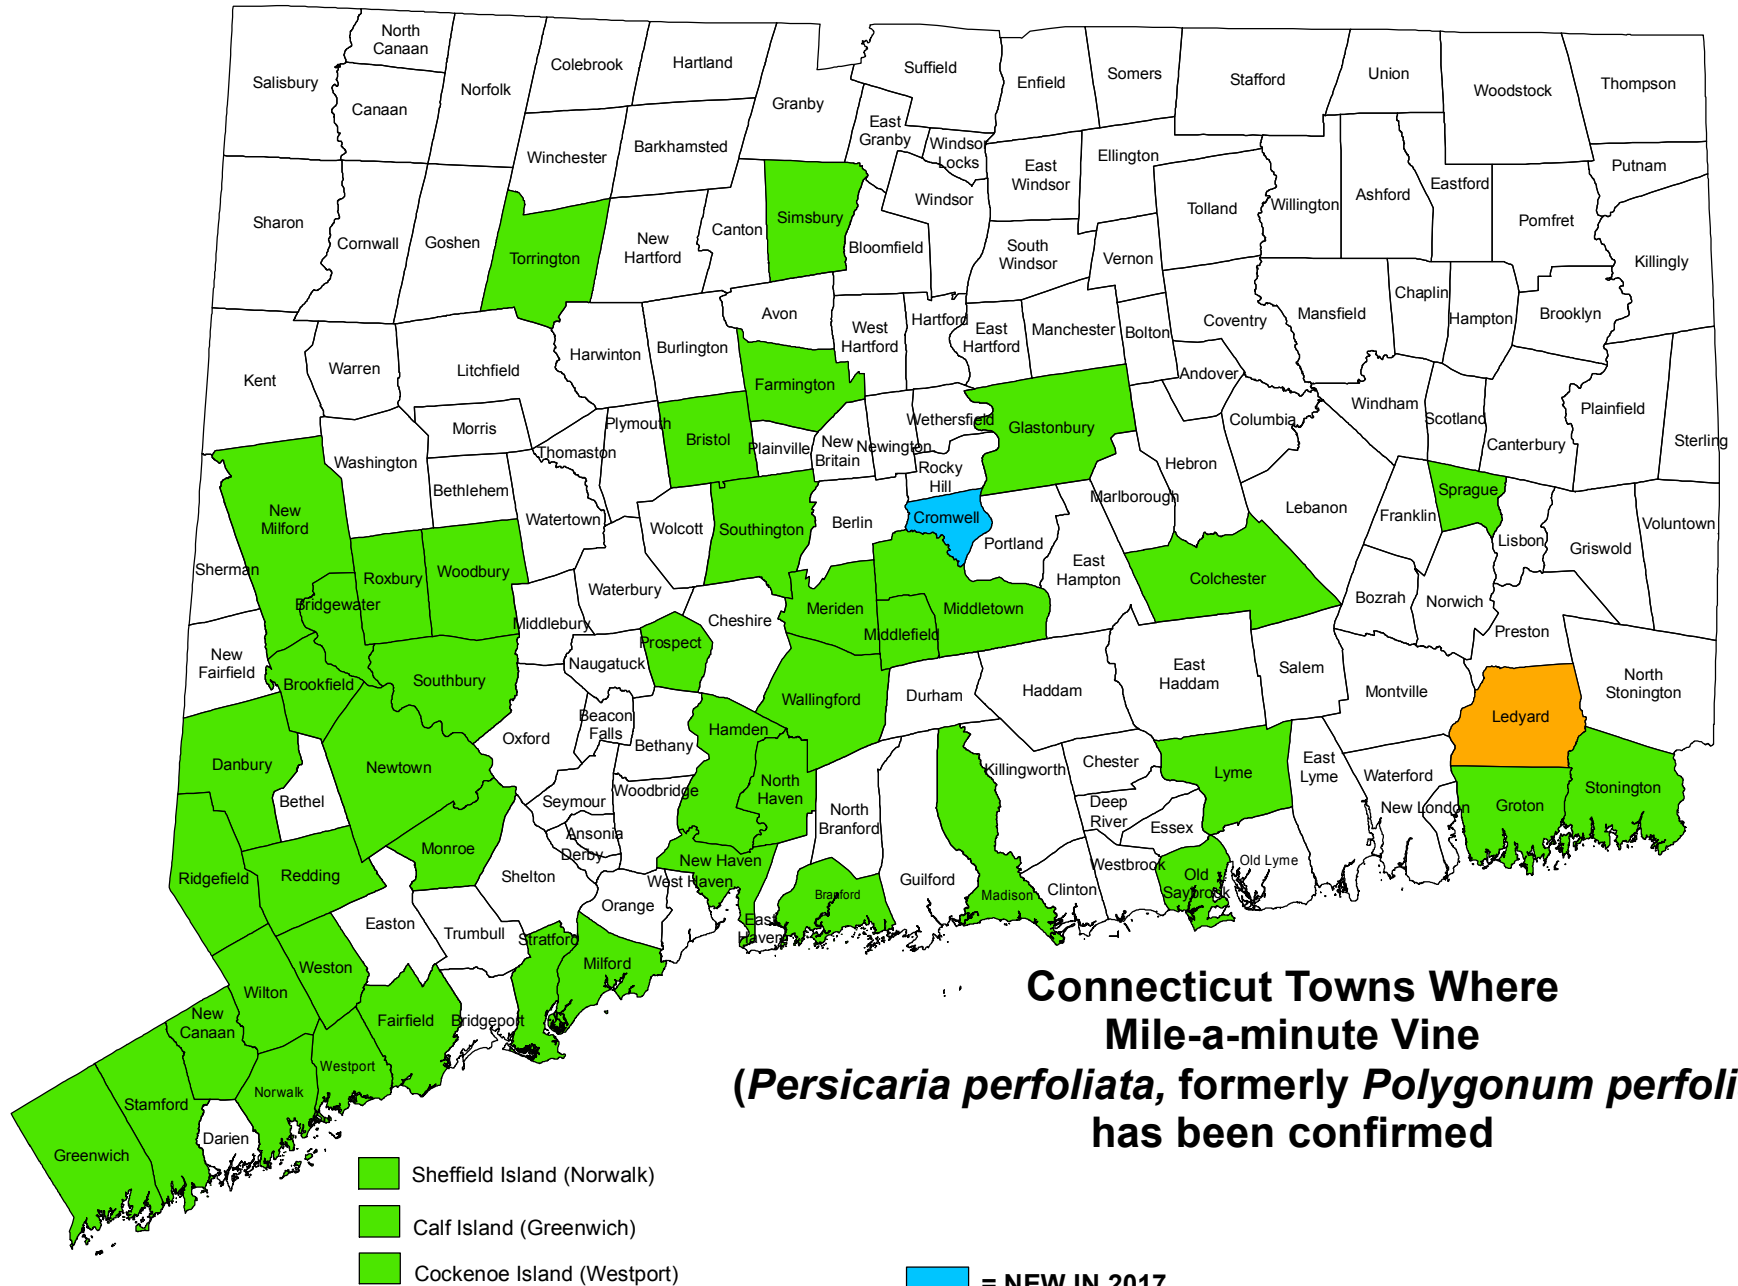 North
Canaan
Colebrook
Hartland
Suffield
Enfield
Somers
Stafford
Union
Woodstock
Thompson
Salisbury
Canaan
Norfolk
Granby
East
Granby
Windsor
Locks
Winchester
Barkhamsted
East
Windsor
Ellington
Putnam
Sharon
Cornwall
Goshen
Torrington
New
Hartford
Canton
Simsbury
Bloomfield
Windsor
South
Windsor
Vernon
Tolland
Willington
Ashford
Eastford
Pomfret
Killingly
Kent
Warren
Litchfield
Harwinton
Burlington
Avon
West
Hartford
Hartford
East
Hartford
Manchester
Bolton
Coventry
Mansfield
Chaplin
Hampton
Brooklyn
Farmington
Andover
Morris
Plymouth
Bristol
Plainville
New
Britain
Newington
Wethersfield
Glastonbury
Columbia
Windham
Scotland
Canterbury
Plainfield
Sterling
Washington
Bethlehem
Thomaston
Watertown
Wolcott
Southington
Berlin
Rocky
Hill
Cromwell
Portland
Marlborough
Hebron
Lebanon
Franklin
Sprague
Lisbon
Griswold
Voluntown
New
Milford
Sherman
Bridgewater
Roxbury
Woodbury
Middlebury
Waterbury
Prospect
Cheshire
Meriden
Middlefield
Middletown
East
Hampton
Colchester
Bozrah
Norwich
Preston
New
Fairfield
Brookfield
Southbury
Naugatuck
Beacon
Falls
Bethany
Oxford
Wallingford
Durham
Haddam
East
Haddam
Salem
Montville
Ledyard
North
Stonington
Danbury
Bethel
Newtown
Seymour
Woodbridge
Hamden
North
Haven
North
Branford
Killingworth
Chester
Deep
River
Essex
Lyme
East
Lyme
Waterford
New London
Groton
Stonington
Ridgefield
Redding
Monroe
Shelton
Ansonia
Derby
New Haven
West Haven
Orange
East
Haven
Branford
Guilford
Madison
Clinton
Westbrook
Old
Saybrook
Old Lyme
Easton
Trumbull
Stratford
Milford
Weston
Wilton
New
Canaan
Fairfield
Bridgeport
Westport
Norwalk
Stamford
Darien
Greenwich
Connecticut Towns Where
Mile-a-minute Vine
(Persicaria perfoliata, formerly Polygonum perfoli
has been confirmed
Sheffield Island (Norwalk)
Calf Island (Greenwich)
Cockenoe Island (Westport)
= NEW IN 2017